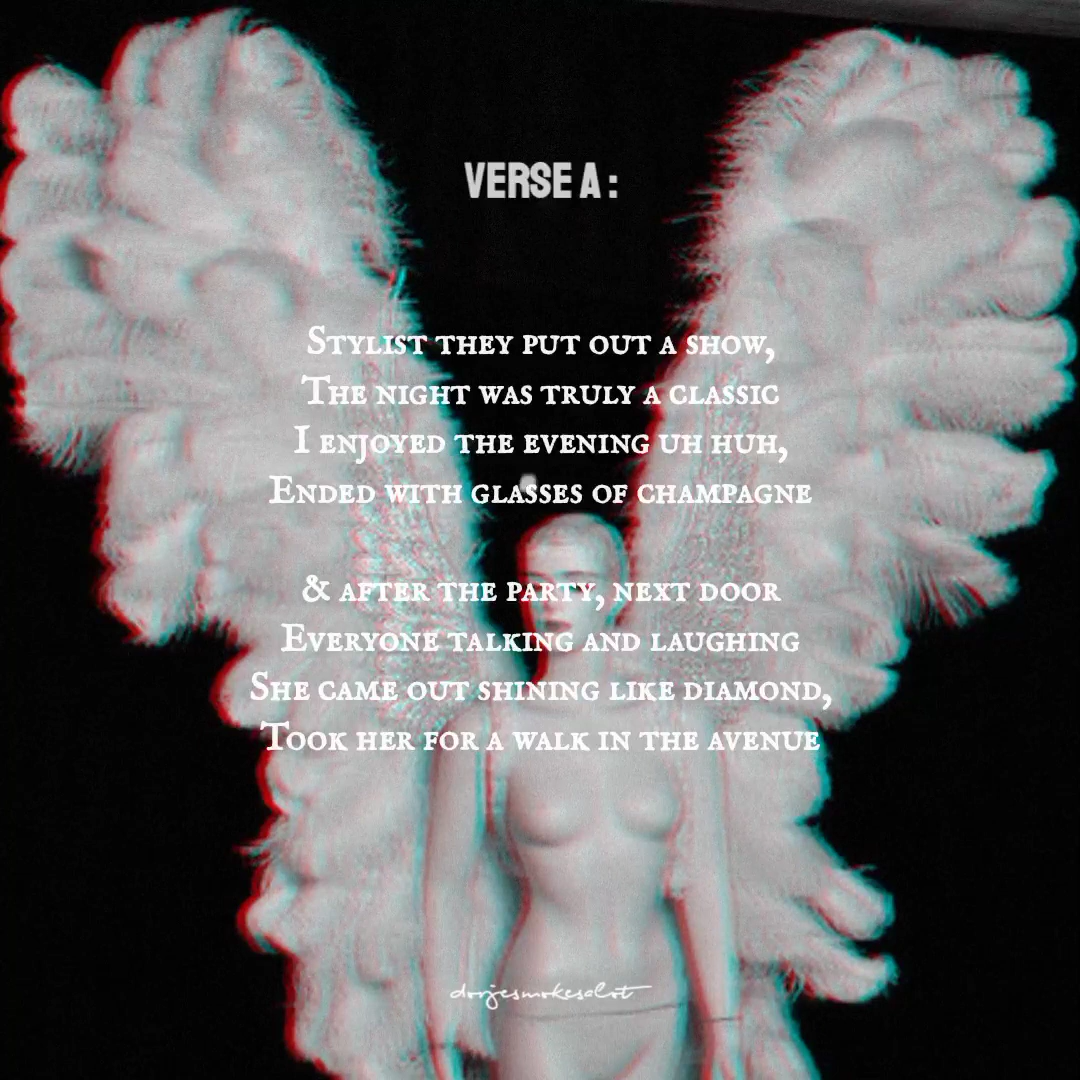 VERSE A :
Stylist they put out a show,
The night was truly a classic
I enjoyed the evening uh huh,
Ended with glasses of champagne
& after the party, next door
Everyone talking and laughing
She came out shining like diamond,
Took her for a walk in the avenue
dorjesmokesalot